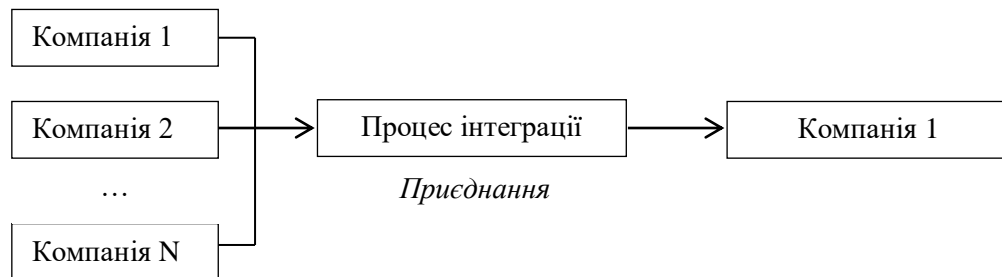 Компанія 1
Компанія 2
Процес інтеграції
Компанія 1
...
Приєднання
Компанія N